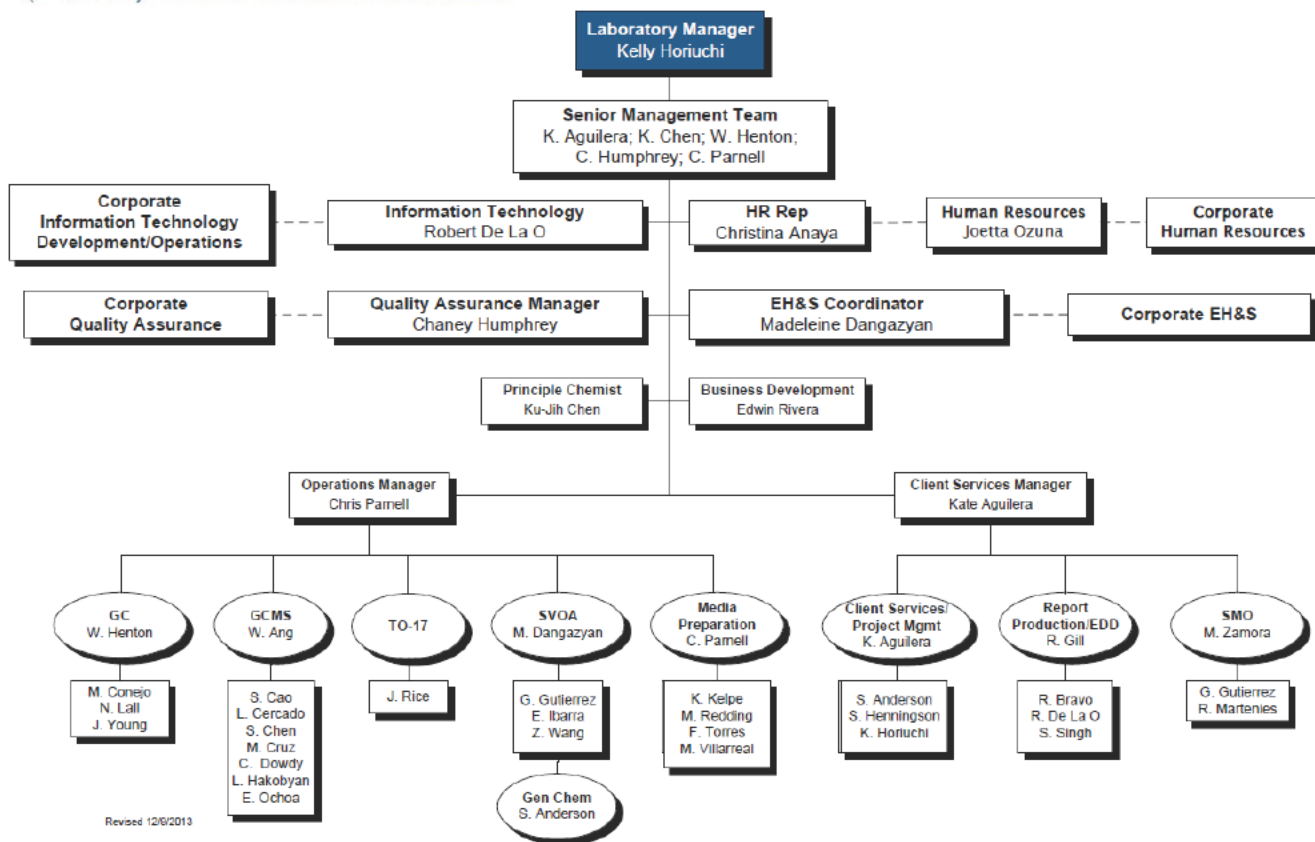 Laboratory Manager
Kelly Horiuchi
Senior Management Team
K. Aguilera; K. Chen; W. Henton;
C. Humphrey; C. Parnell
Corporate
Information Technology
Development/Operations
Information Technology
Robert De La O
HR Rep
Christina Anaya
Human Resources
Joetta Ozuna
Corporate
Human Resources
Corporate
Quality Assurance
Quality Assurance Manager
Chaney Humphrey
EH&S Coordinator
Madeleine Dangazyan
Corporate EH&S
Principle Chemist
Ku-Jih Chen
Business Development
Edwin Rivera
Operations Manager
Chris Parnell
Client Services Manager
Kate Aguilera
GC
W. Henton
GCMS
W. Ang
TO-17
SVOA
M. Dangazyan
Media
Preparation
C. Parnell
Client Services/
Project Mgmt
K. Aguilera
Report
Production/EDD
R. Gill
SMO
M. Zamora
M. Conejo
N. Lall
J. Young
S. Cao
L. Cercado
S. Chen
M. Cruz
C. Dowdy
L. Hakobyan
E. Ochoa
J. Rice
G. Gutierrez
E. Ibarra
Z. Wang
Gen Chem
S. Anderson
K. Kelpe
M. Redding
F. Torres
M. Villarreal
S. Anderson
S. Henningson
K. Horiuchi
R. Bravo
R. De La O
S. Singh
G. Gutierrez
R. Martenies
Revised 12/9/2013